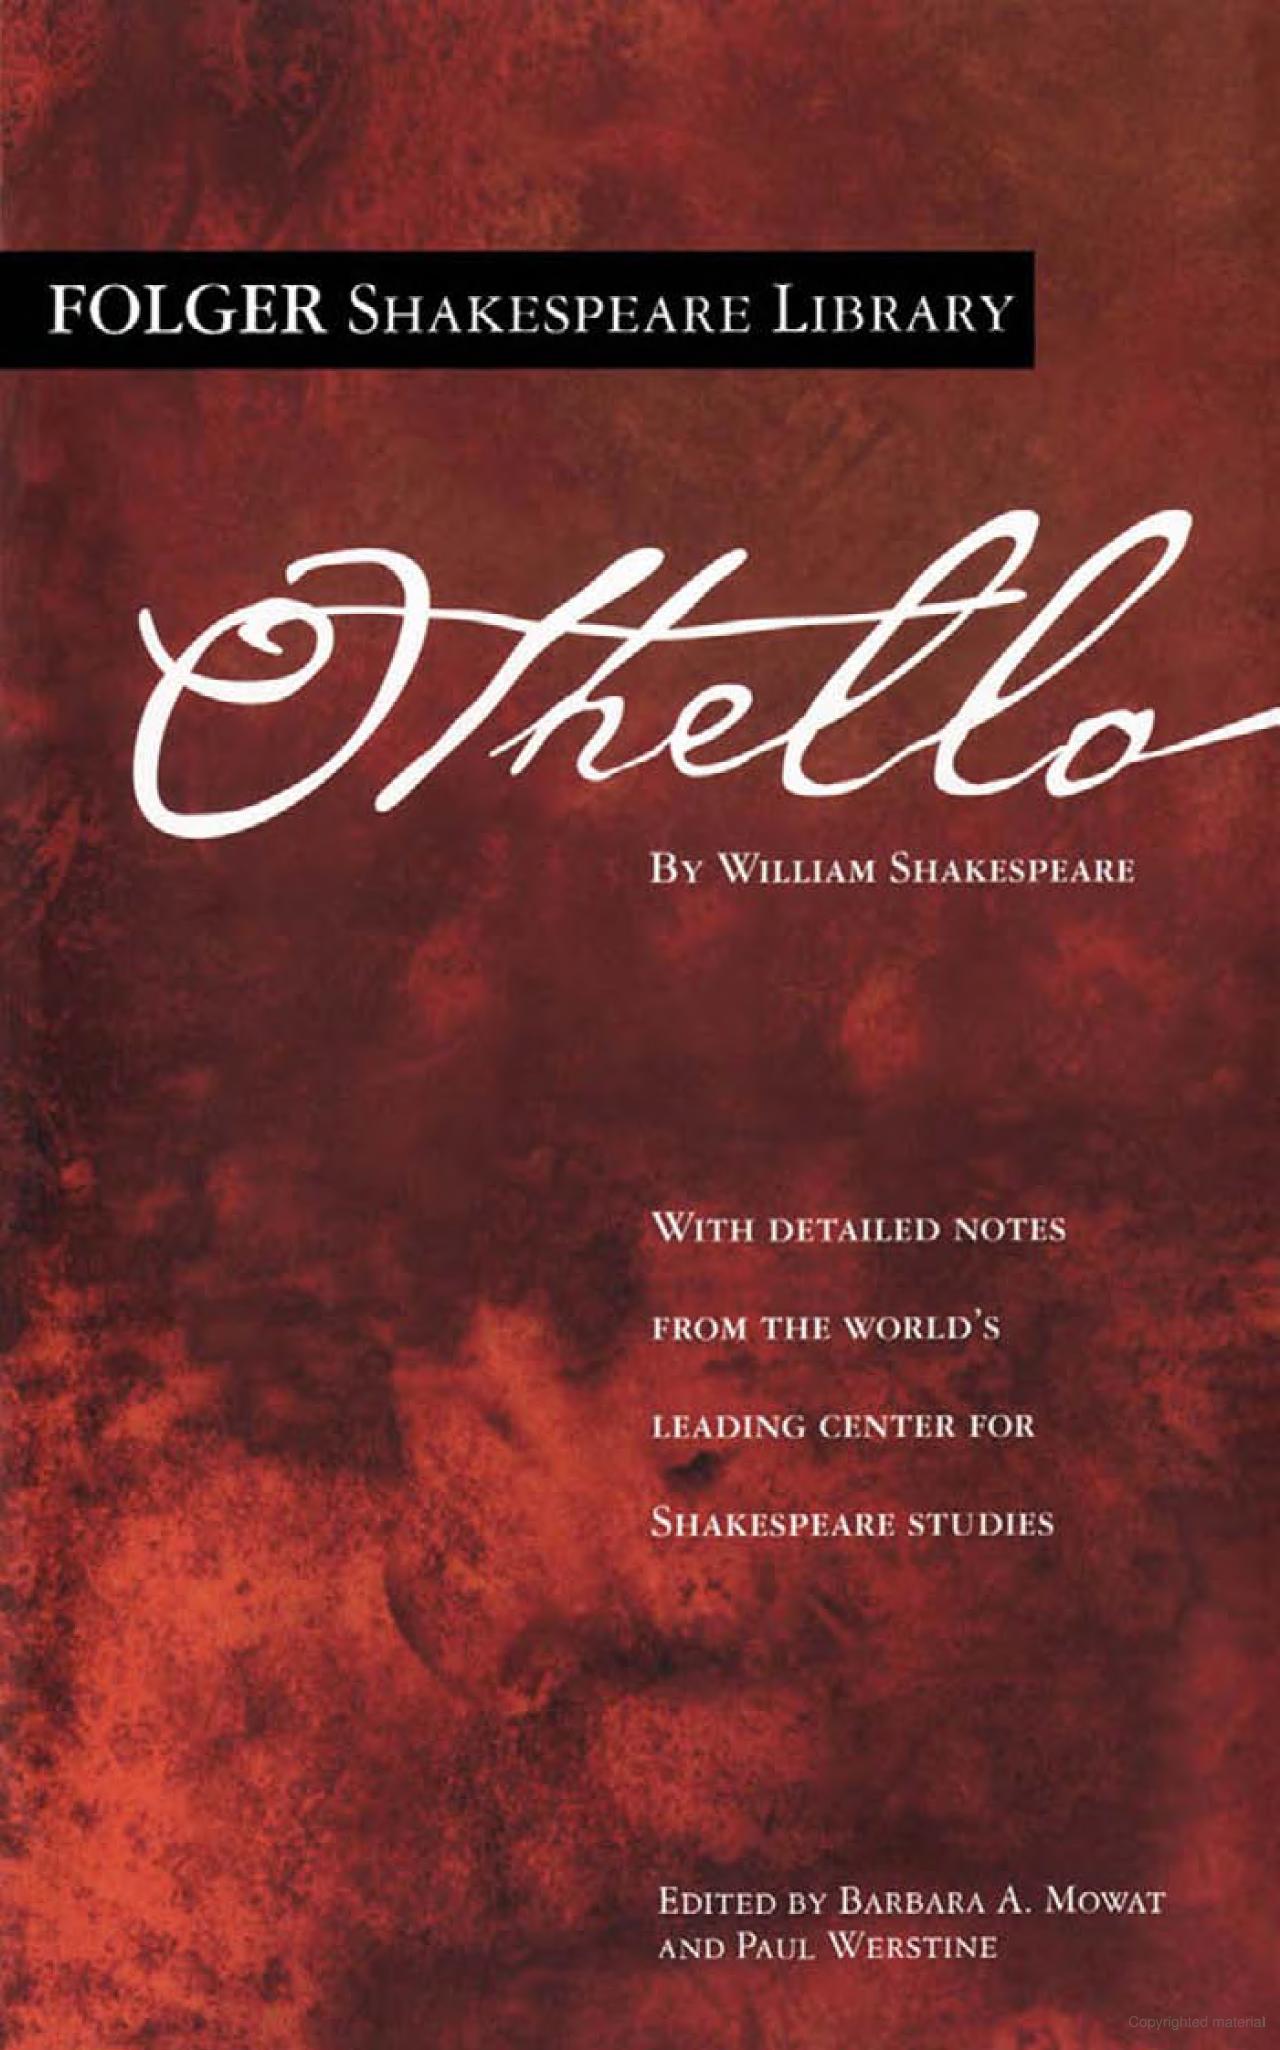 FOLGER SHAKESPEARE LIBRARY
Othello
BY WILLIAM SHAKESPEARE
WITH DETAILED NOTES
FROM THE WORLD'S
LEADING CENTER FOR
SHAKESPEARE STUDIES
EDITED BY BARBARA A. MOWAT
AND PAUL WERSTINE
Copyrighted material